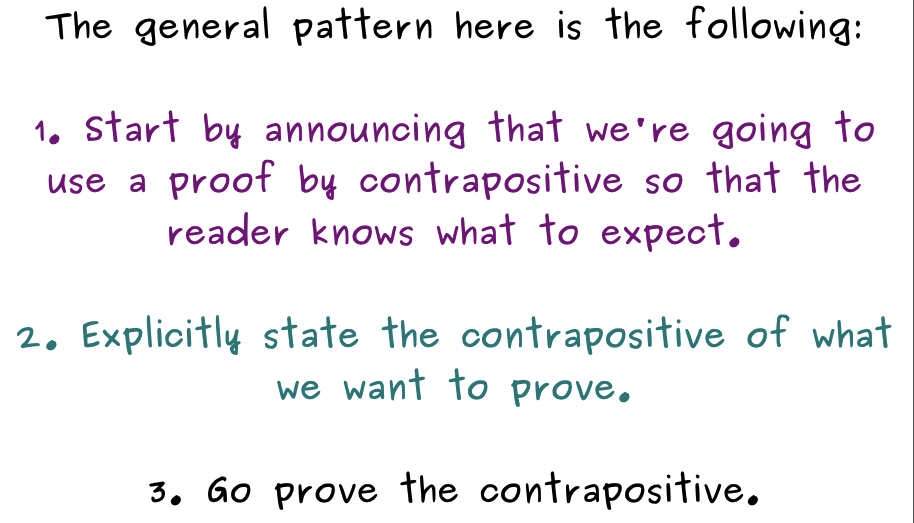 The general pattern here is the following:
1. Start by announcing that we're going to
use a proof by contrapositive so that the
reader knows what to expect.
2. Explicitly state the contrapositive of what
we want to prove.
3. Go prove the contrapositive.